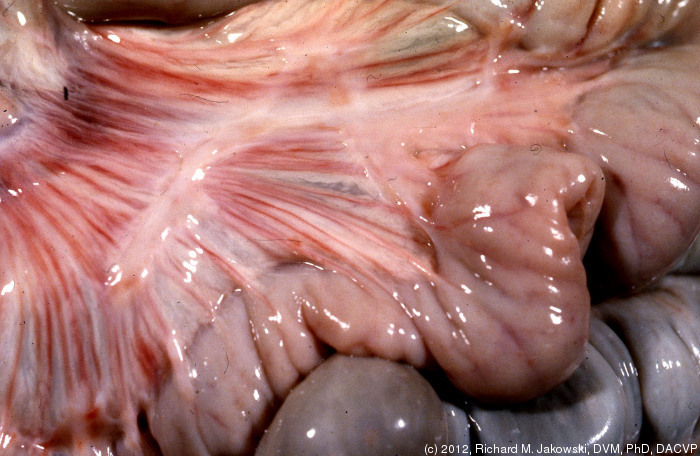 (c) 2012, Richard M. Jakowski, DVM, PhD, DACVP